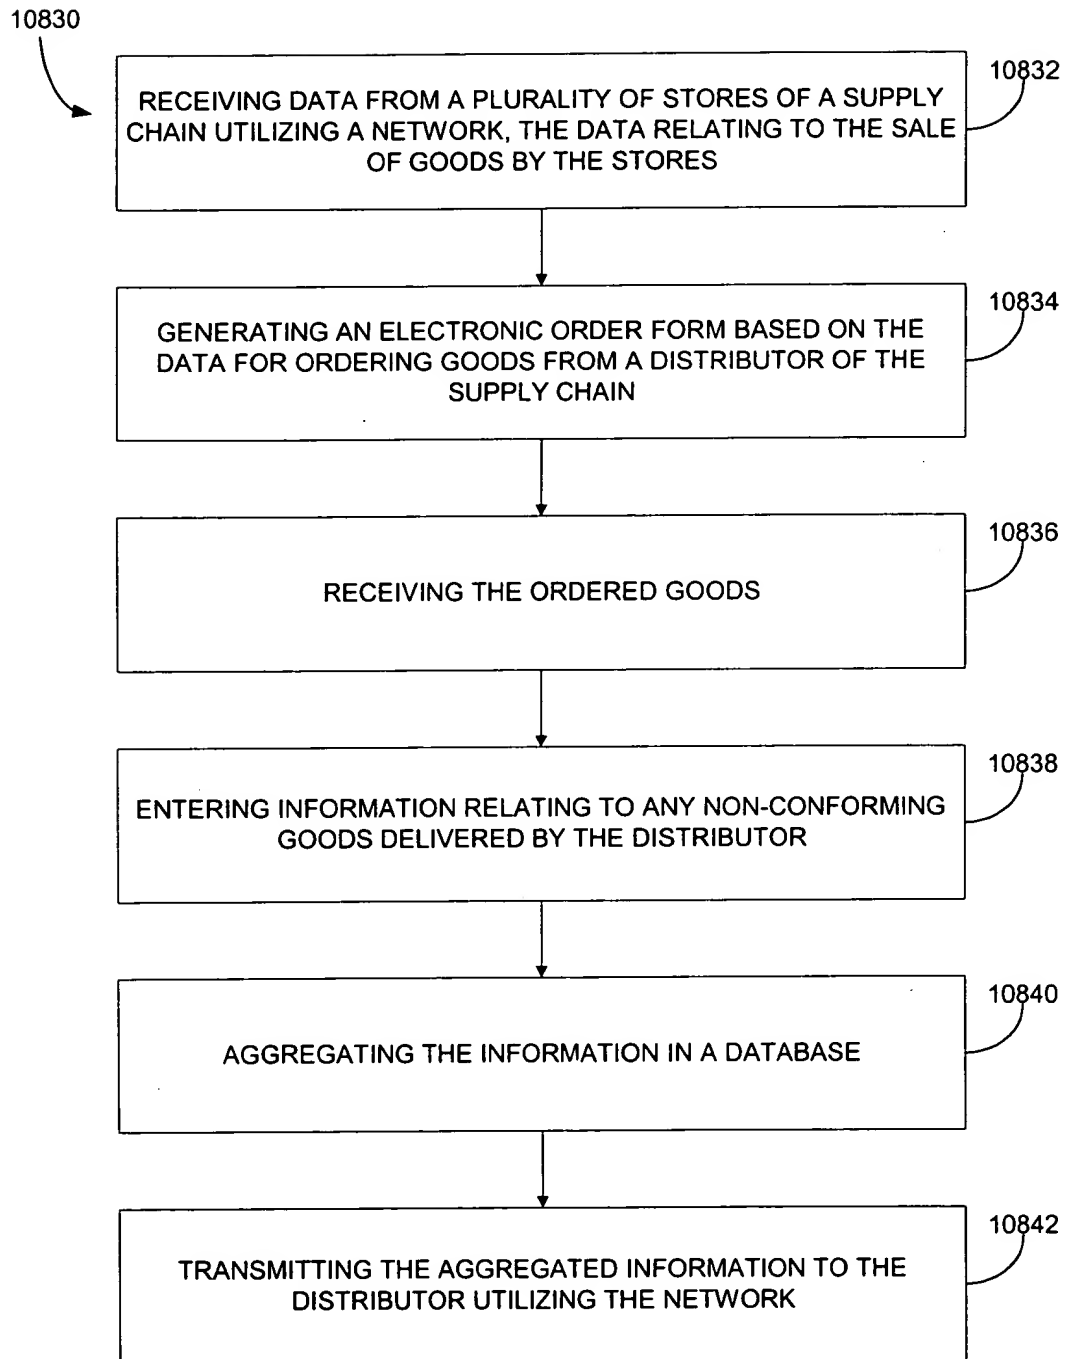 10830
10832
RECEIVING DATA FROM A PLURALITY OF STORES OF A SUPPLY
CHAIN UTILIZING A NETWORK, THE DATA RELATING TO THE SALE
OF GOODS BY THE STORES
10834
GENERATING AN ELECTRONIC ORDER FORM BASED ON THE
DATA FOR ORDERING GOODS FROM A DISTRIBUTOR OF THE
SUPPLY CHAIN
10836
RECEIVING THE ORDERED GOODS
10838
ENTERING INFORMATION RELATING TO ANY NON-CONFORMING
GOODS DELIVERED BY THE DISTRIBUTOR
10840
AGGREGATING THE INFORMATION IN A DATABASE
10842
TRANSMITTING THE AGGREGATED INFORMATION TO THE
DISTRIBUTOR UTILIZING THE NETWORK